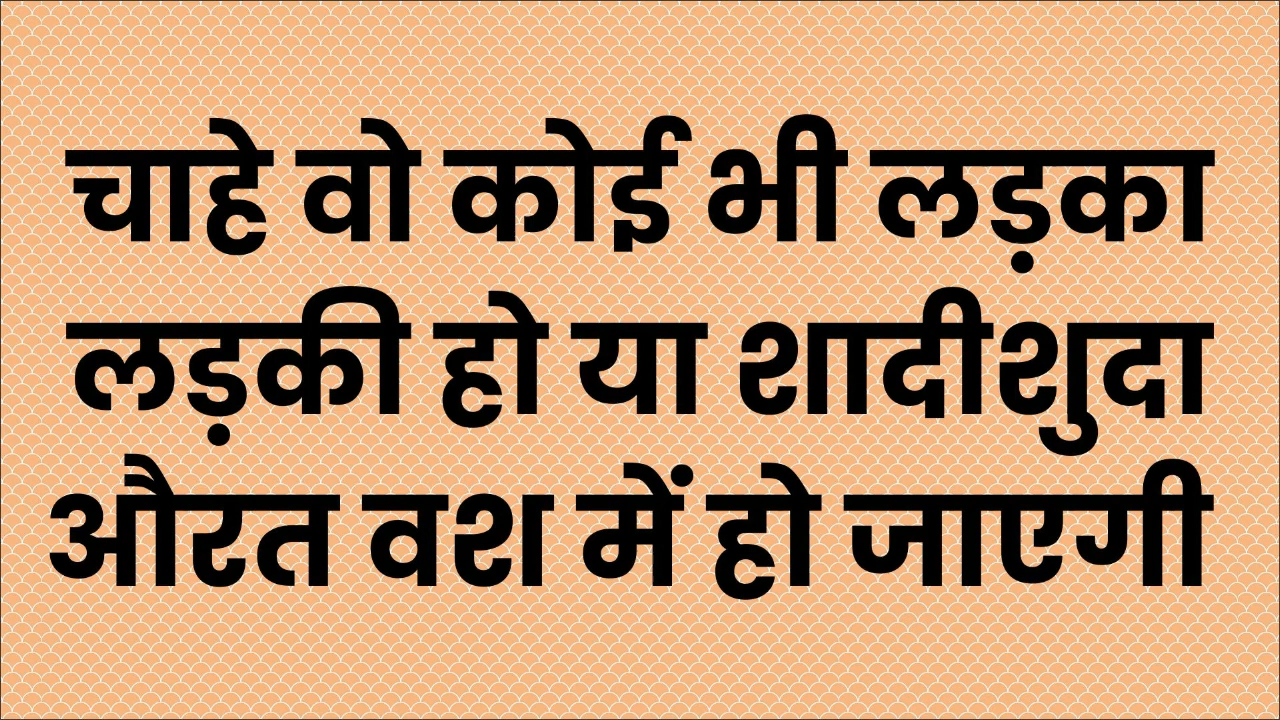 चाहे वो कोई भी लड़का
लड़की हो या शादीशुदा
औरत वश में हो जाएगी